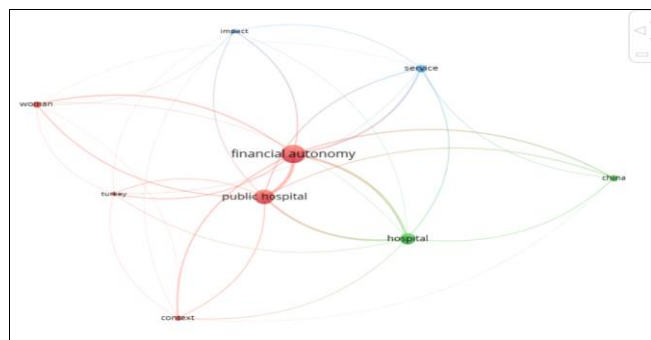 impact
service
woman
financial autonomy
china
turkey
public hospital
hospital
context